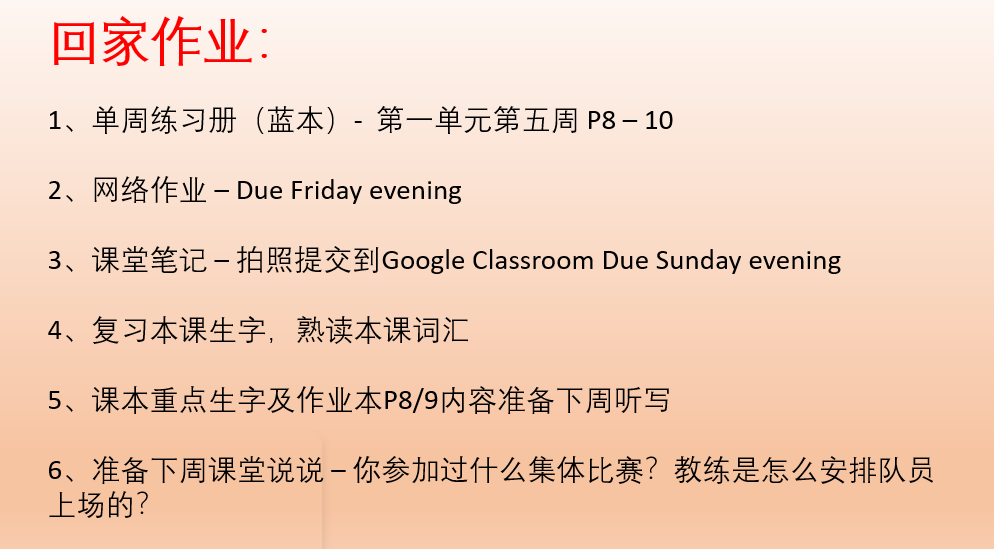 回家作业：
1、单周练习册（蓝本）- 第一单元第五周 P8 – 10
2、网络作业 – Due Friday evening
3、课堂笔记 – 拍照提交到Google Classroom Due Sunday evening
4、复习本课生字，熟读本课词汇
5、课本重点生字及作业本P8/9内容准备下周听写
6、准备下周课堂说说 – 你参加过什么集体比赛？教练是怎么安排队员
上场的？